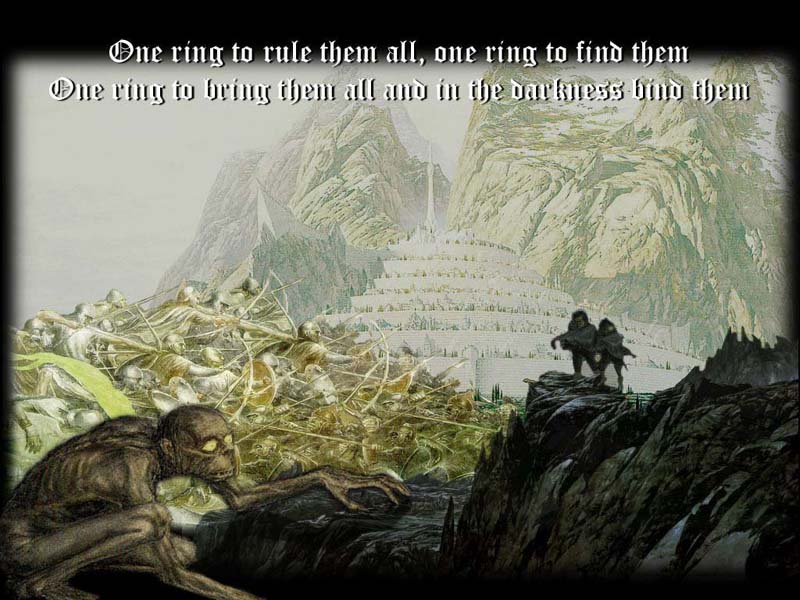 One ring to rule them all, one ring to find them
One ring to bring them all and in the darkness bind them